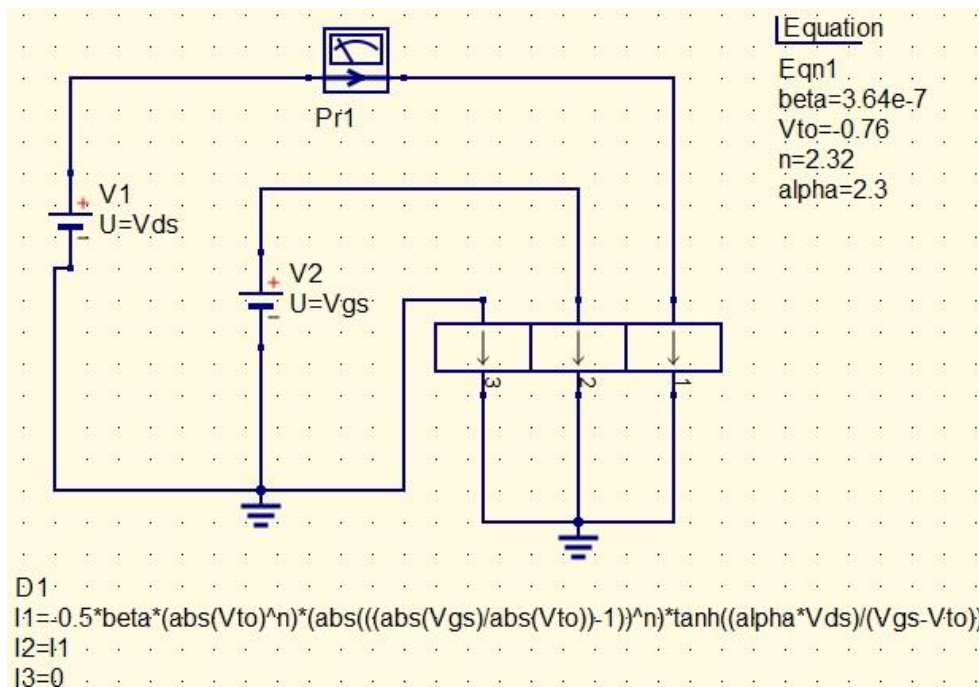 Equation
Eqn1
beta=3.64e-7
Vto=-0.76
n=2.32
alpha=2.3
Pr1
V1
U=Vds
V2
U=Vgs
3
2
1
D1
I1=-0.5*beta*(abs(Vto)^n)*(abs(((abs(Vgs)/abs(Vto))-1))^n)*tanh((alpha*Vds)/(Vgs-Vto))
I2=I1
I3=0